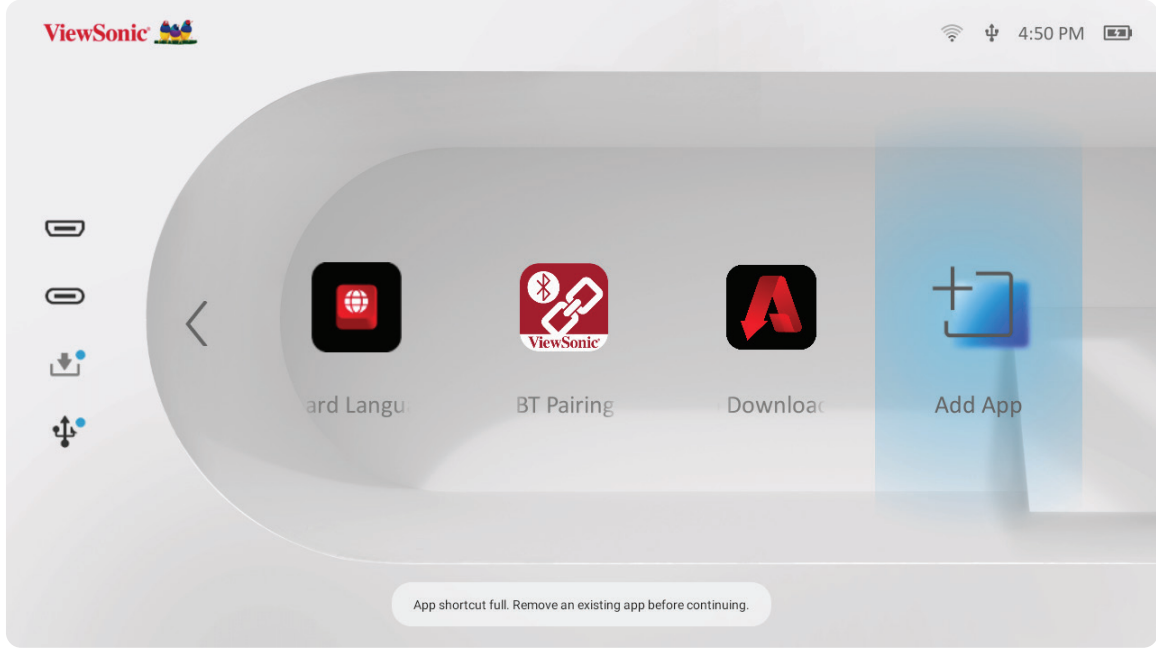 ViewSonic
4:50 PM
ViewSonic
ard Langu
BT Pairing
Downloa
Add App
App shortcut full. Remove an existing app before continuing.